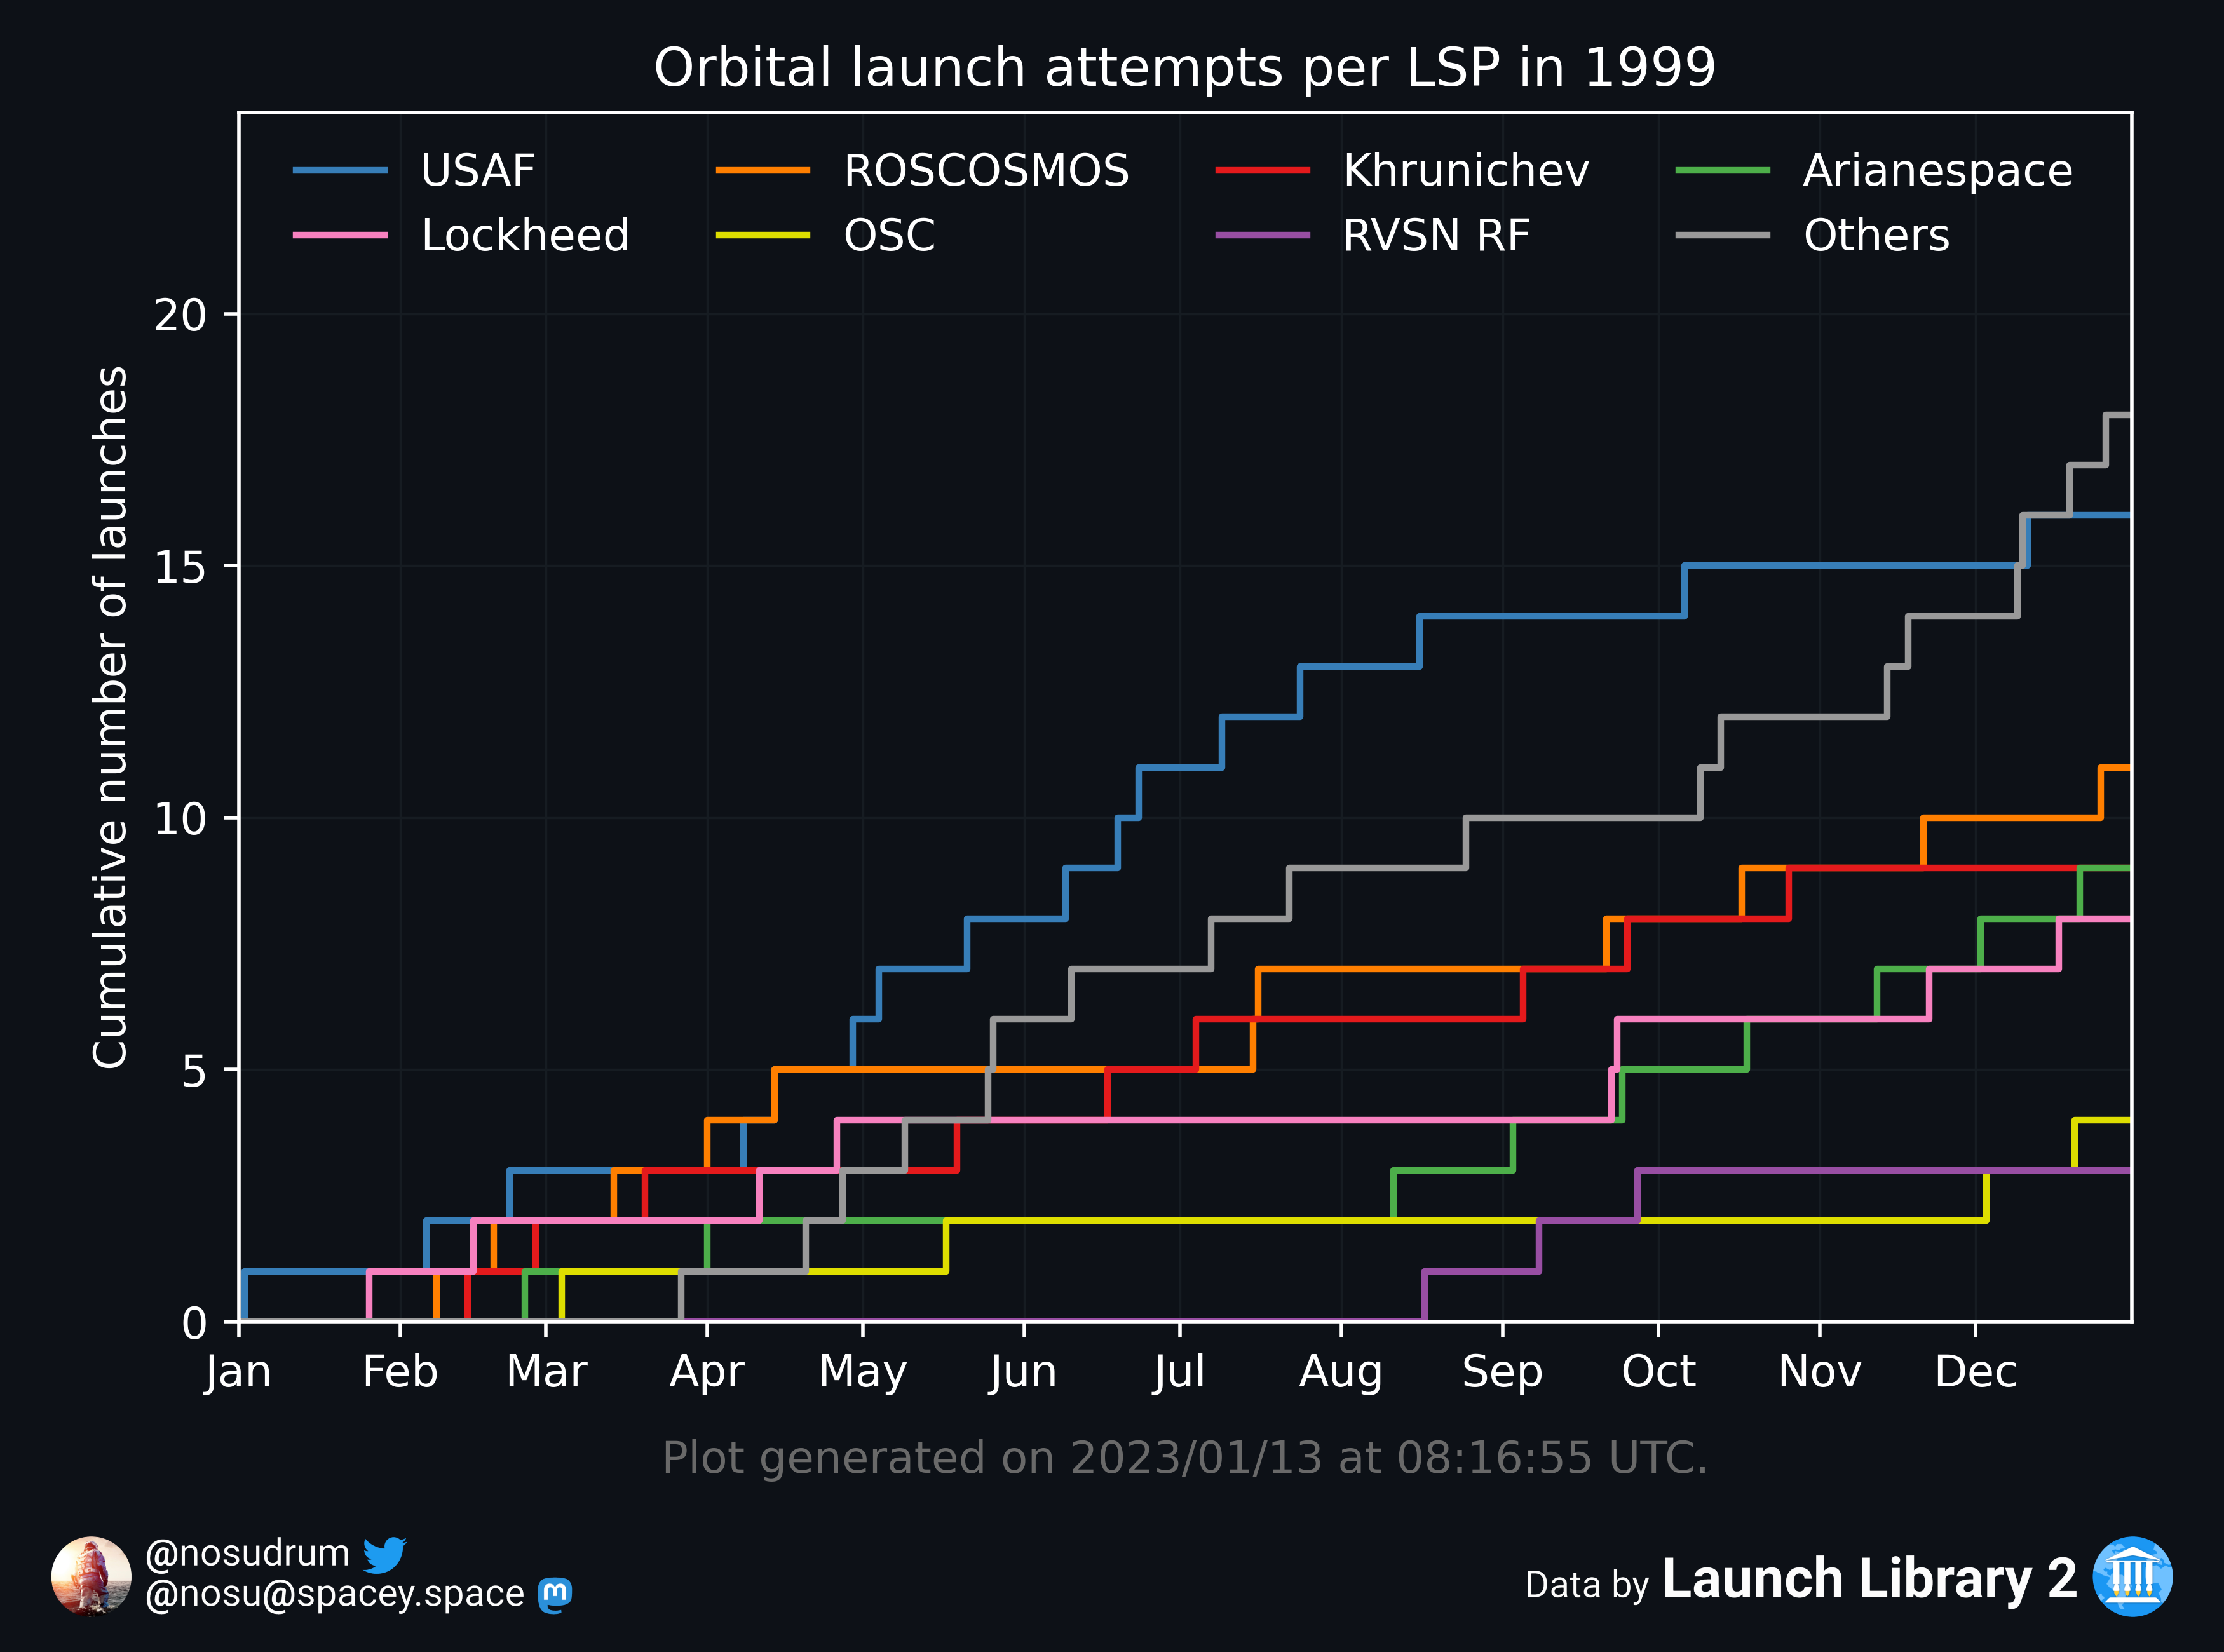 Orbital launch attempts per LSP in 1999
USAF ROSCOSMOS Khrunichev Arianespace
Lockheed OSC RVSN RF Others
Cumulative number of launches
20
15
10
5
0
Jan Feb Mar Apr May Jun Jul Aug Sep Oct Nov Dec
Plot generated on 2023/01/13 at 08:16:55 UTC.
@nosudrum
@nosu@spacey.space
Data by Launch Library 2